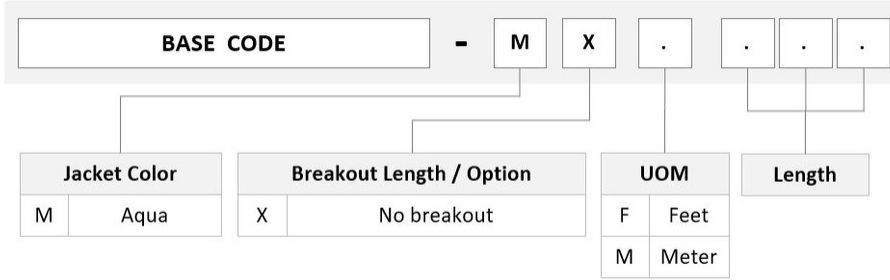 BASE CODE - M X . . . .
Jacket Color Breakout Length / Option UOM Length
M Aqua X No breakout F Feet
M Meter